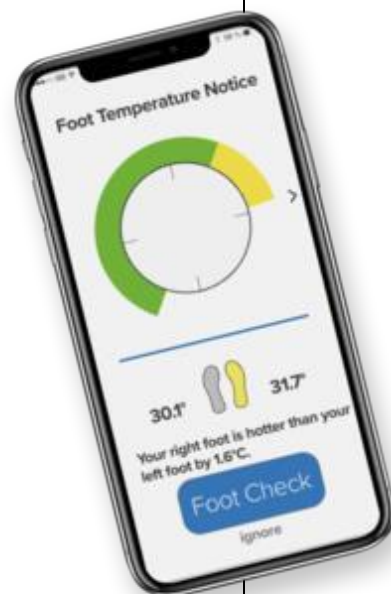 Foot Temperature Notice
30.1° 31.7°
Your right foot is hotter than your
left foot by 1.6°C.
Foot Check
ignore